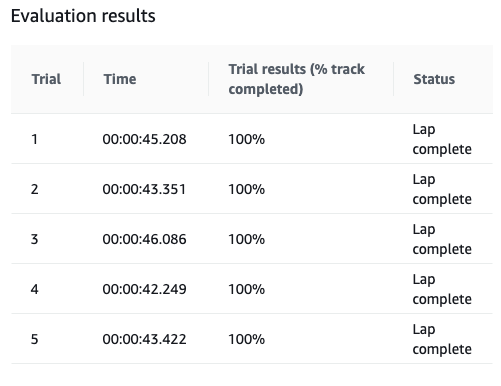 Evaluation results
Trial Time Trial results (% track completed) Status
1 00:00:45.208 100% Lap complete
2 00:00:43.351 100% Lap complete
3 00:00:46.086 100% Lap complete
4 00:00:42.249 100% Lap complete
5 00:00:43.422 100% Lap complete